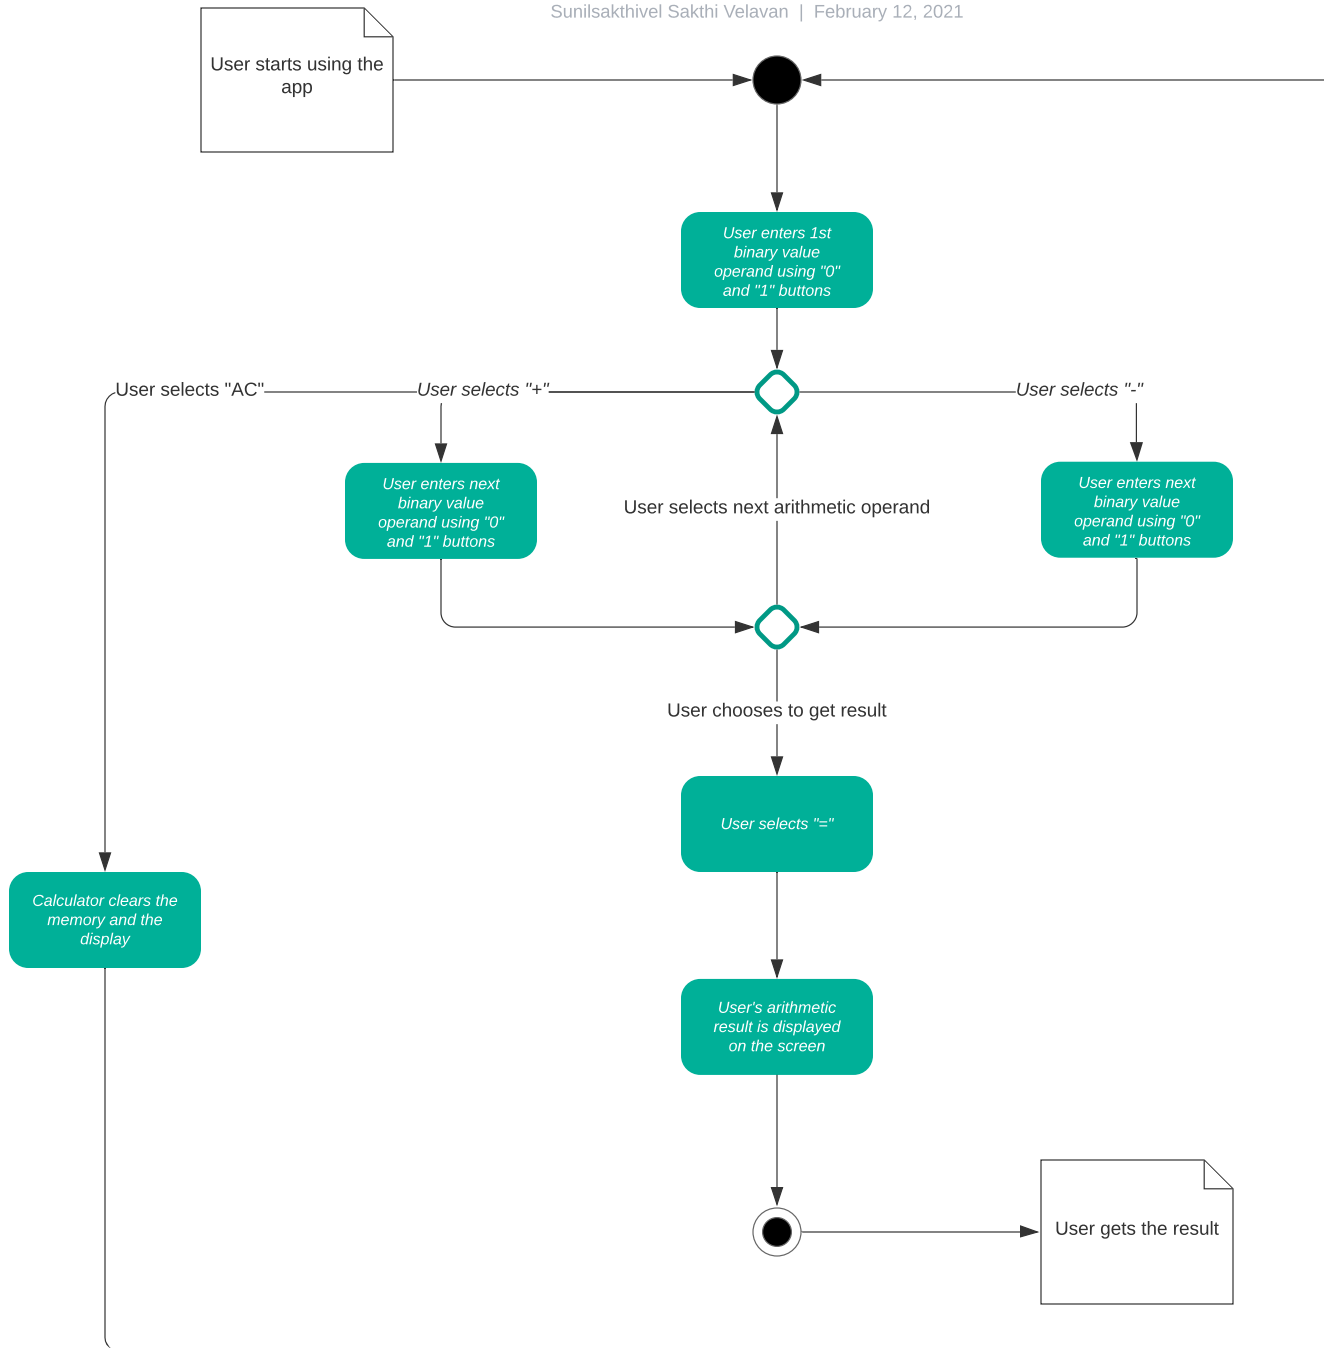 Sunilsakthivel Sakthi Velavan | February 12, 2021
User starts using the
app
User enters 1st
binary value
operand using "0"
and "1" buttons
User selects "AC"
User selects "+"
User selects "-"
User enters next
binary value
operand using "0"
and "1" buttons
User selects next arithmetic operand
User enters next
binary value
operand using "0"
and "1" buttons
User chooses to get result
User selects "="
Calculator clears the
memory and the
display
User's arithmetic
result is displayed
on the screen
User gets the result